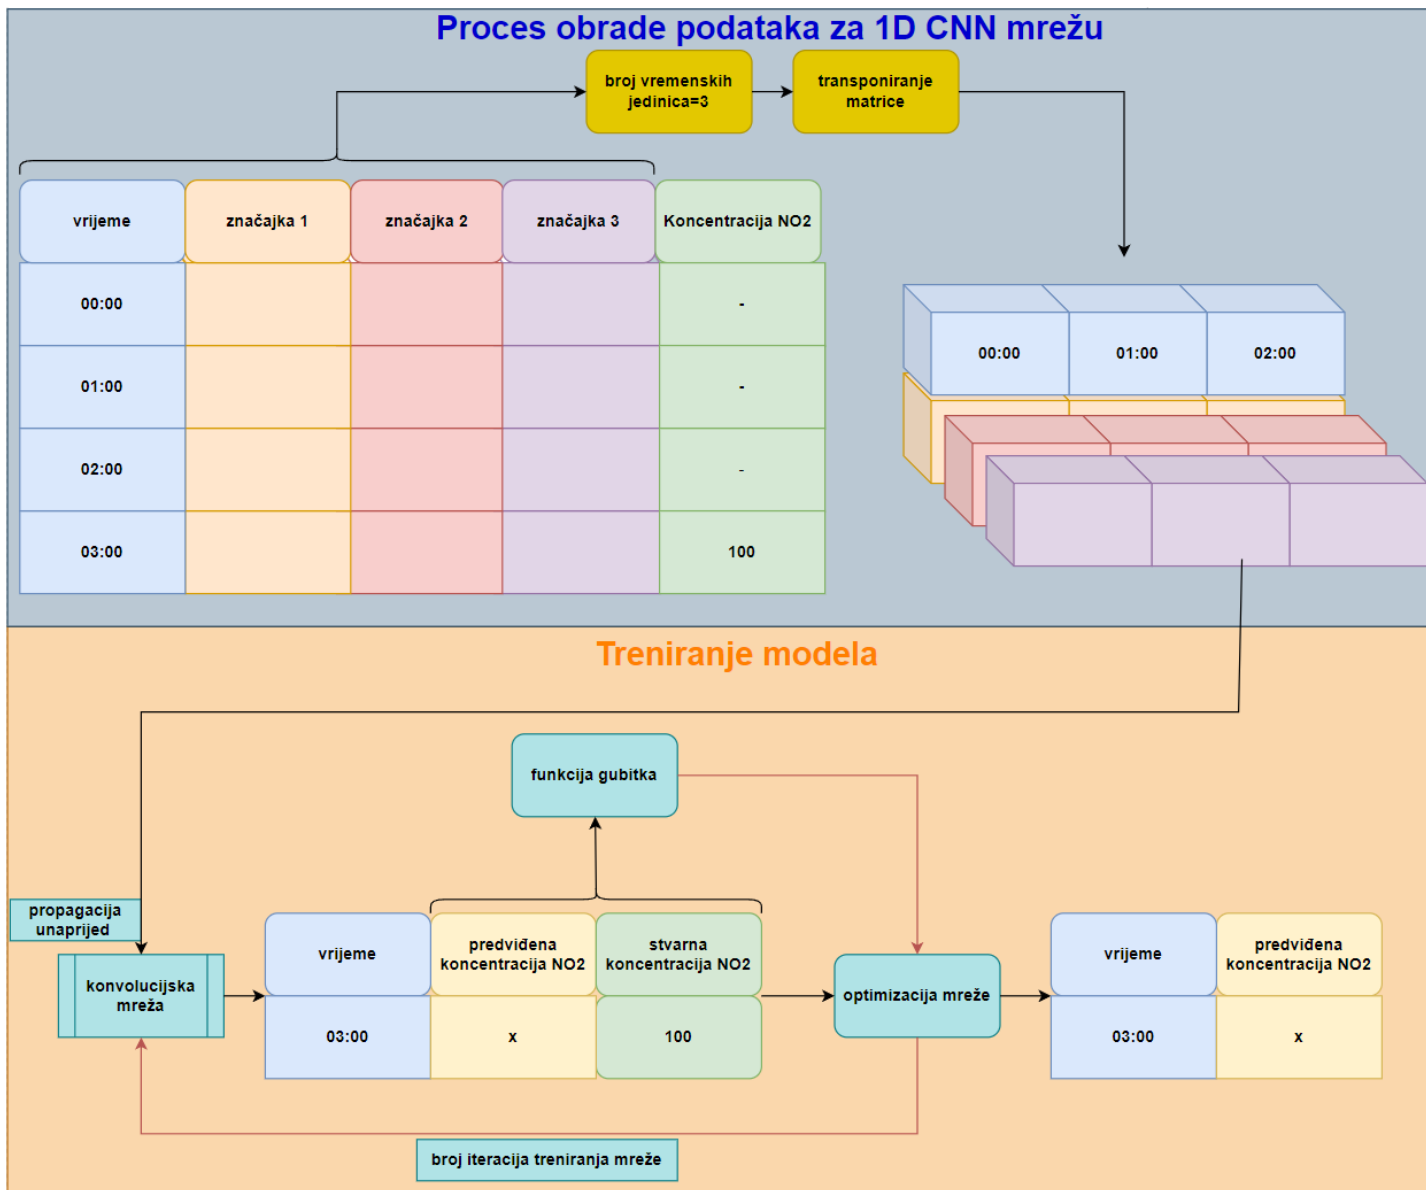 Proces obrade podataka za 1D CNN mrežu
broj vremenskih
jedinica=3
transponiranje
matrice
vrijeme
značajka 1
značajka 2
značajka 3
Koncentracija NO2
00:00
-
01:00
-
02:00
-
03:00
100
00:00
01:00
02:00
Treniranje modela
funkcija gubitka
propagacija
unaprijed
konvolucijska
mreža
vrijeme
predviđena
koncentracija NO2
stvarna
koncentracija NO2
03:00
x
100
optimizacija mreže
vrijeme
predviđena
koncentracija NO2
03:00
x
broj iteracija treniranja mreže